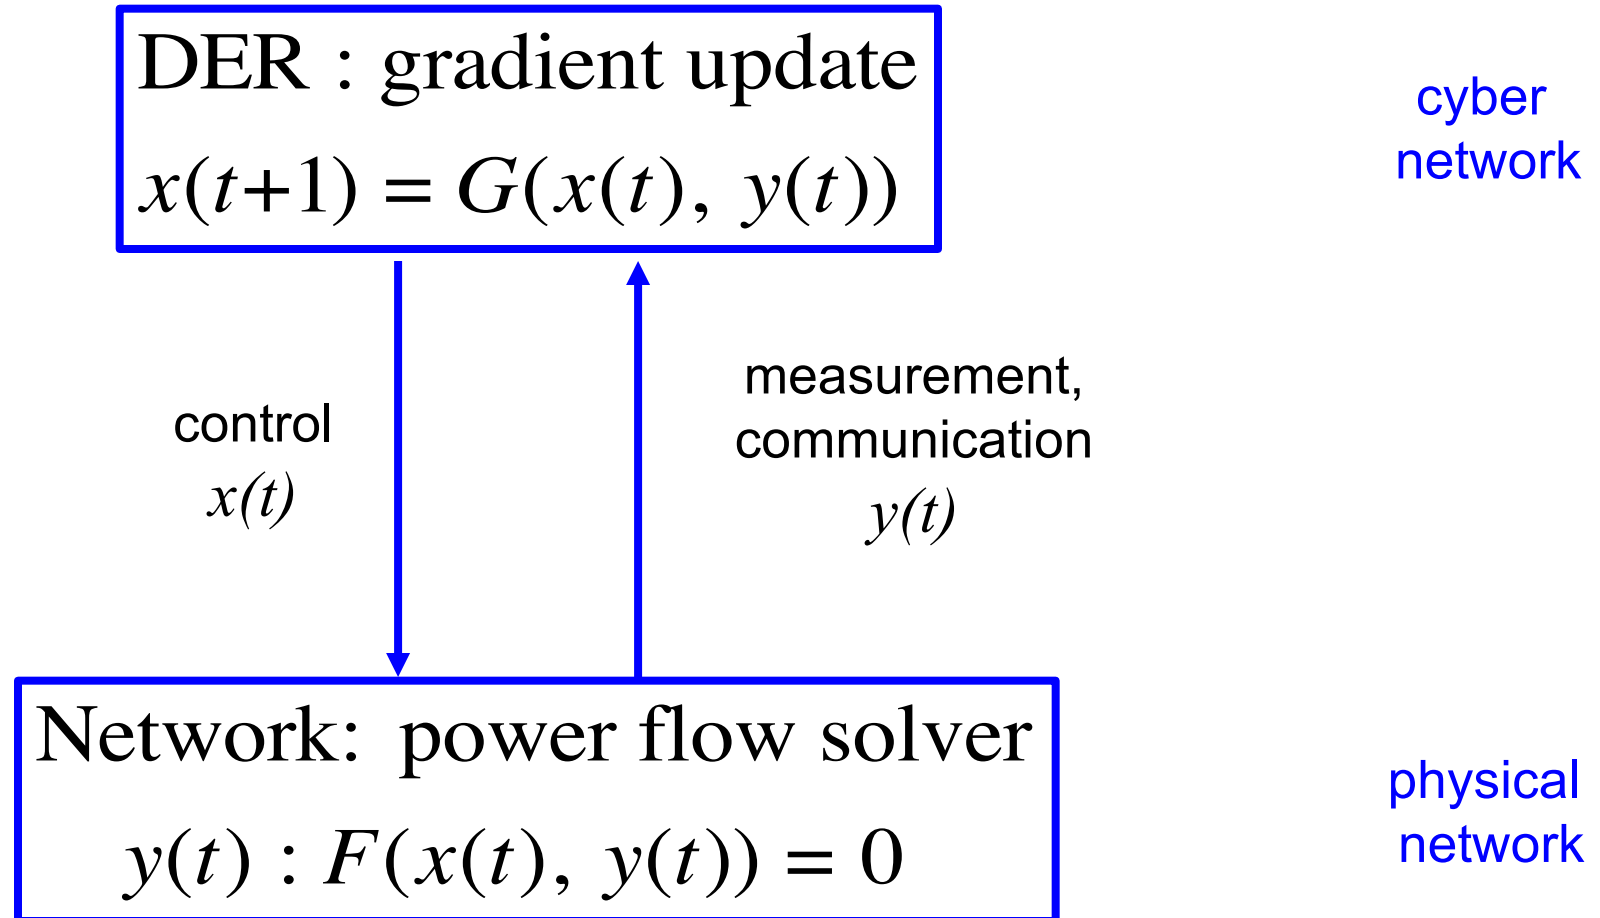 DER : gradient update
x(t+1) = G(x(t), y(t))
cyber
network
control
x(t)
measurement,
communication
y(t)
Network: power flow solver
y(t) : F(x(t), y(t)) = 0
physical
network